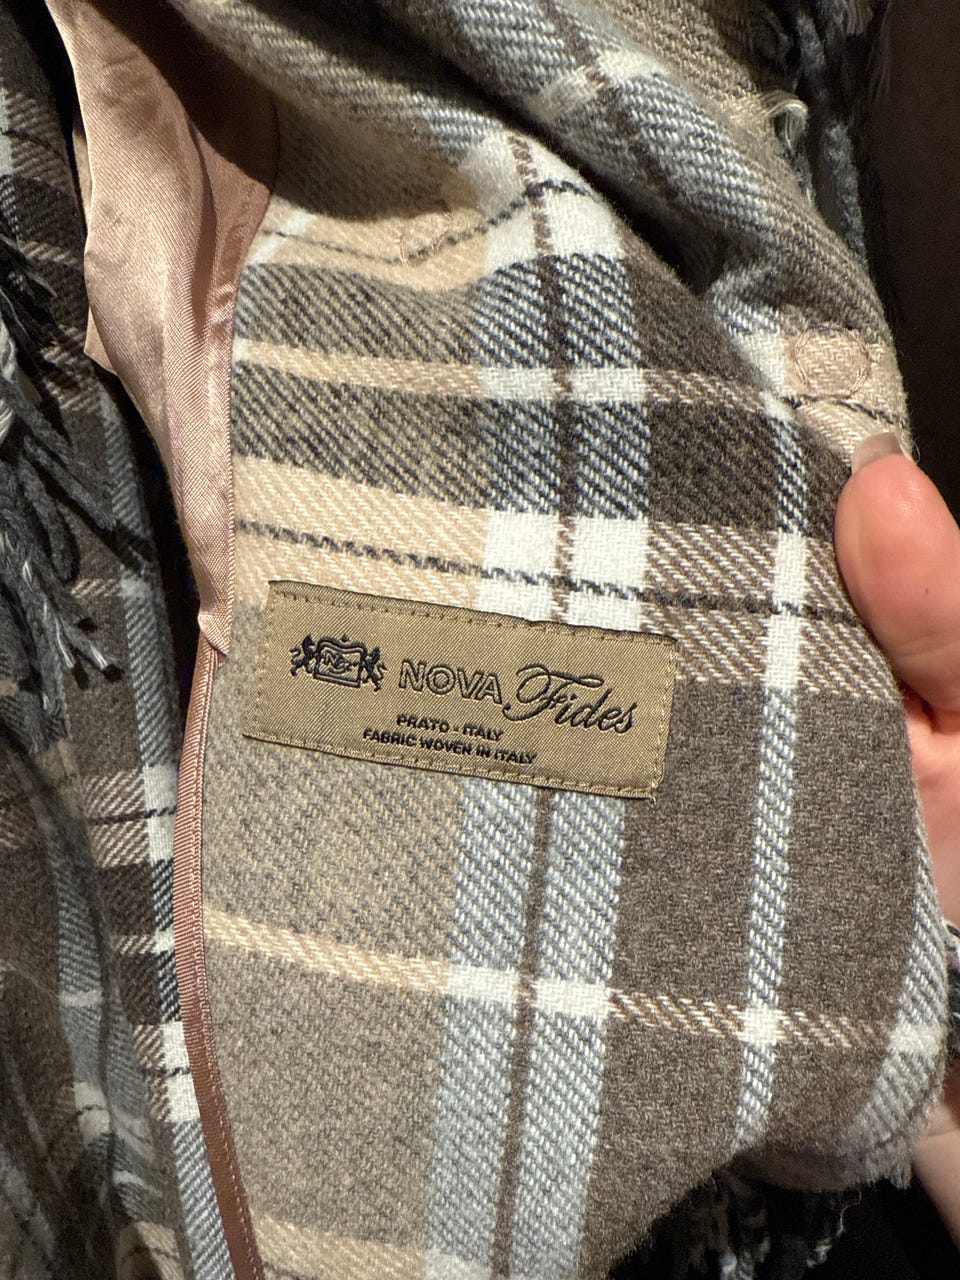 NOVA Fides
PRATO - ITALY
FABRIC WOVEN IN ITALY